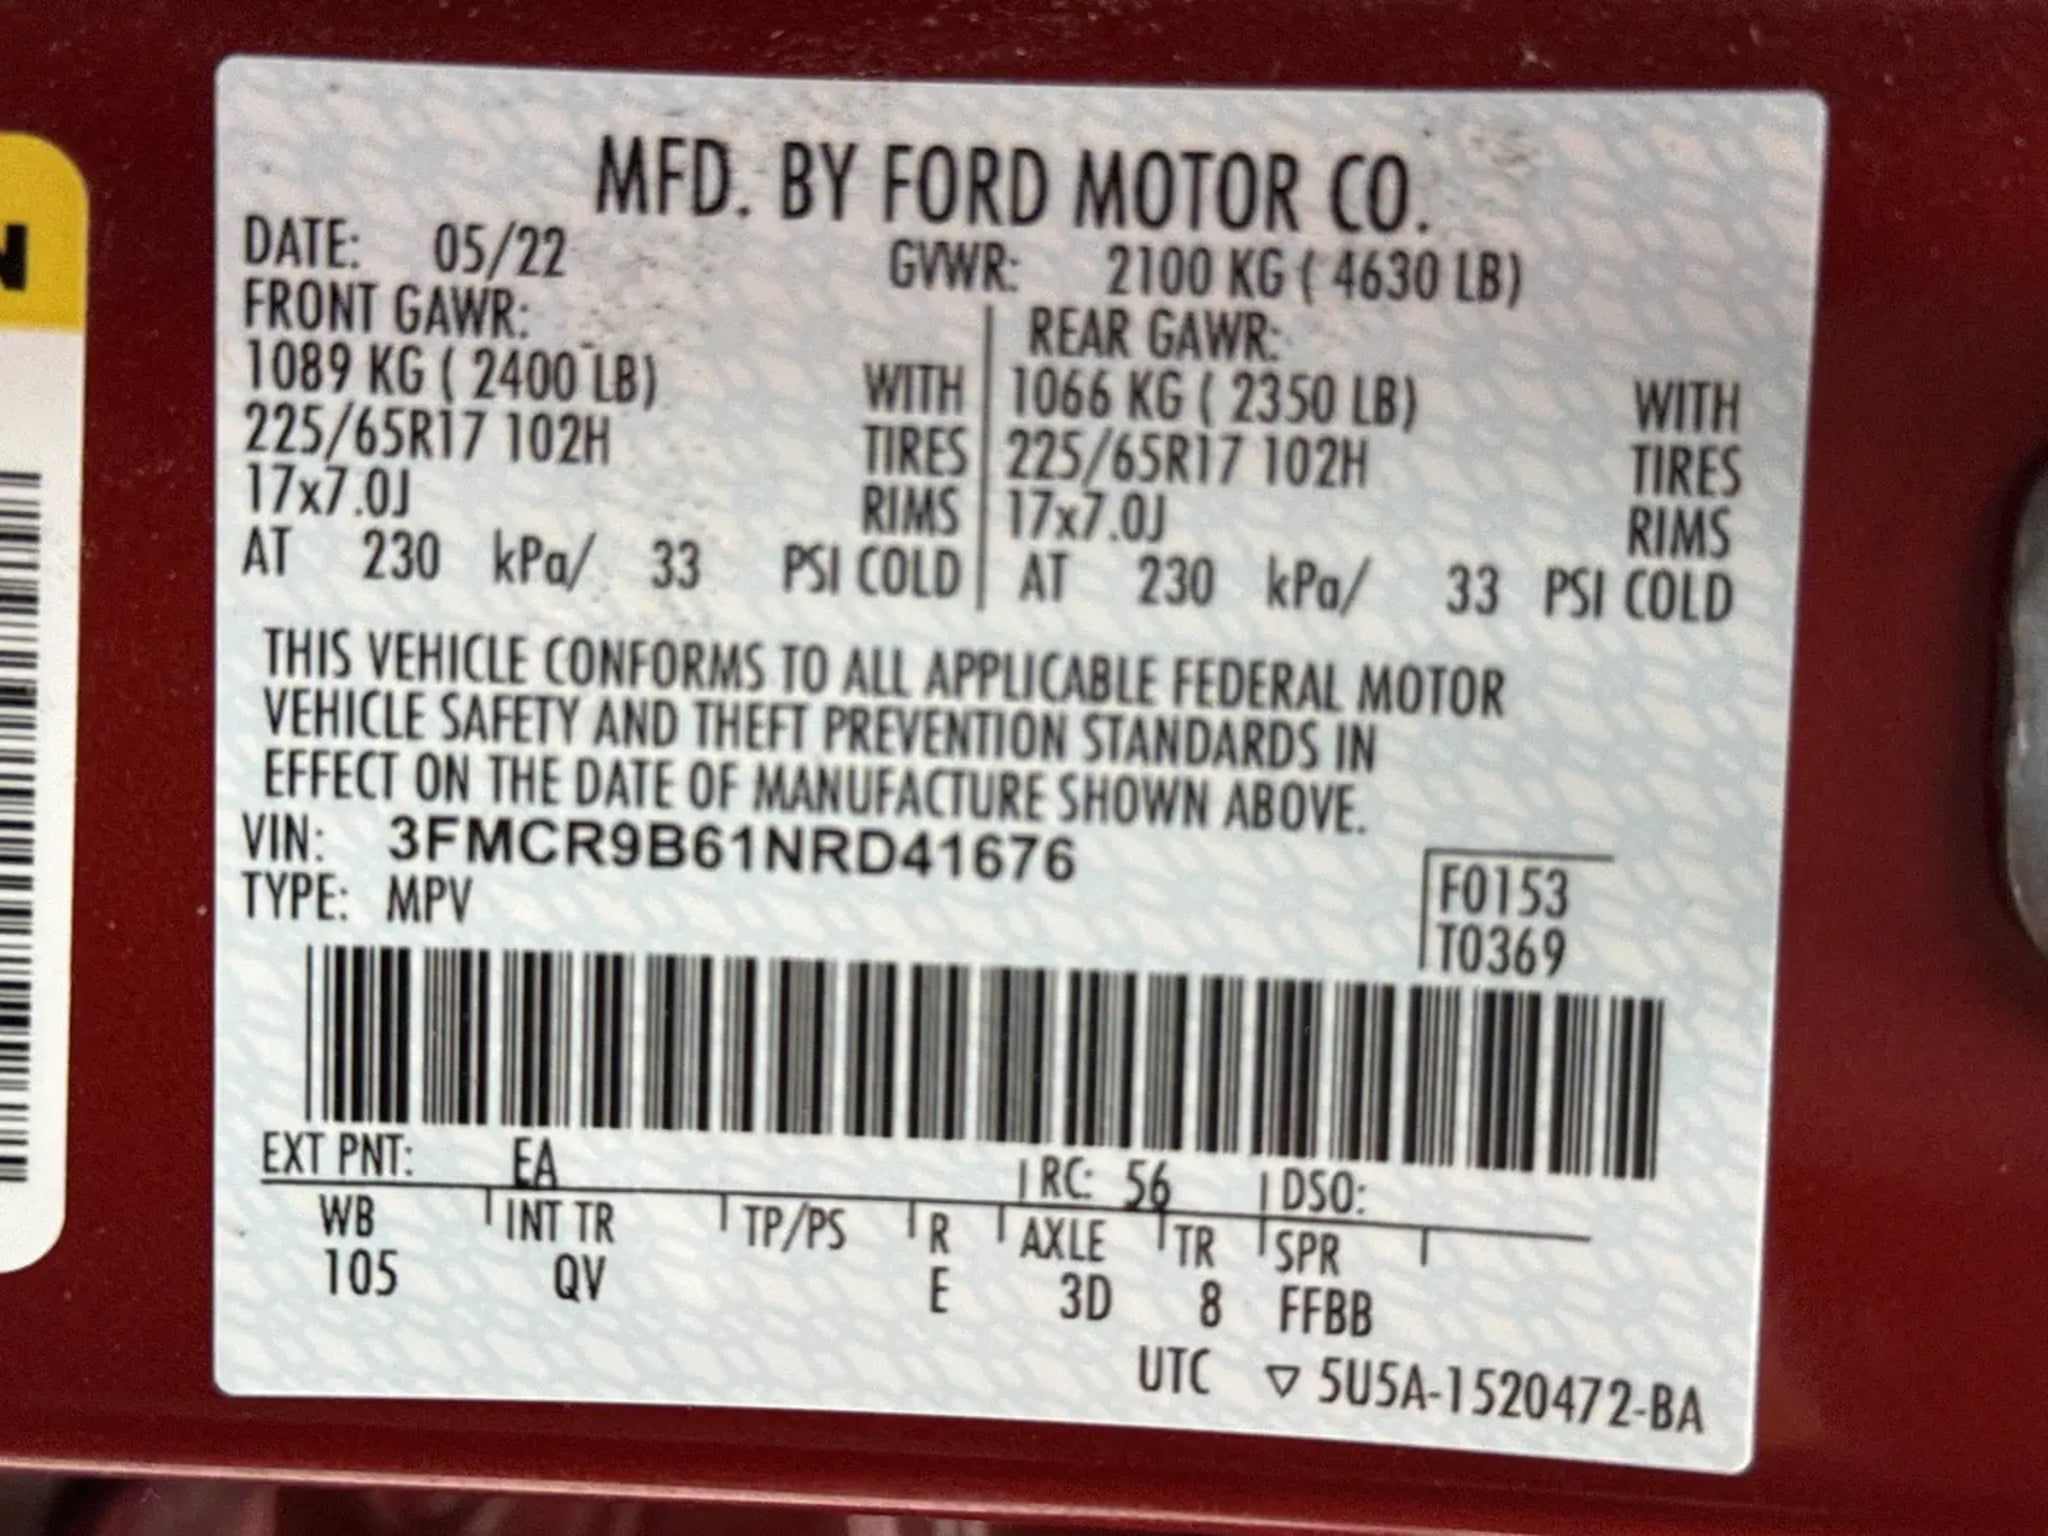 MFD. BY FORD MOTOR CO.
DATE: 05/22 GVWR: 2100 KG ( 4630 LB)
FRONT GAWR: REAR GAWR:
1089 KG ( 2400 LB) WITH 1066 KG ( 2350 LB) WITH
225/65R17 102H TIRES 225/65R17 102H TIRES
17x7.0J RIMS 17x7.0J RIMS
AT 230 kPa/ 33 PSI COLD AT 230 kPa/ 33 PSI COLD
THIS VEHICLE CONFORMS TO ALL APPLICABLE FEDERAL MOTOR
VEHICLE SAFETY AND THEFT PREVENTION STANDARDS IN
EFFECT ON THE DATE OF MANUFACTURE SHOWN ABOVE.
VIN: 3FMCR9B61NRD41676
TYPE: MPV
F0153
T0369
EXT PNT: EA RC: 56 DSO:
WB INT TR TP/PS R AXLE TR SPR
105 QV E 3D 8 FFBB
UTC ▽ 5U5A-1520472-BA
N